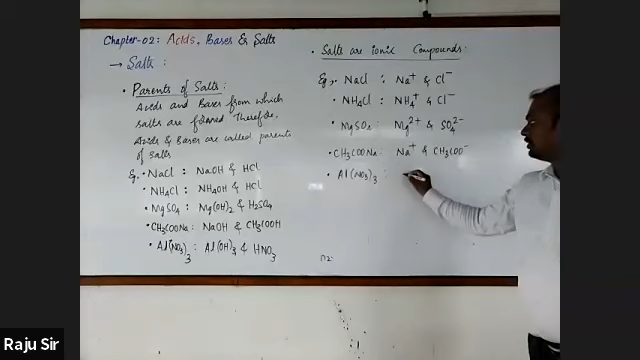 Chapter-02: Acids, Bases & Salts
→ Salts:
• Parents of Salts:
Acids and Bases from which
salts are formed Therefore,
Acids & Bases are called parents
of salts
Eg. • NaCl : NaOH & HCl
• NH4Cl : NH4OH & HCl
• MgSO4 : Mg(OH)2 & H2SO4
• CH3COONa : NaOH & CH3COOH
• Al(NO3)3 : Al(OH)3 & HNO3
• Salts are ionic Compounds:
Eg, • NaCl : Na+ & Cl−
• NH4Cl : NH4+ & Cl−
• MgSO4 : Mg2+ & SO42−
• CH3COONa : Na+ & CH3COO−
• Al(NO3)3 :
Raju Sir